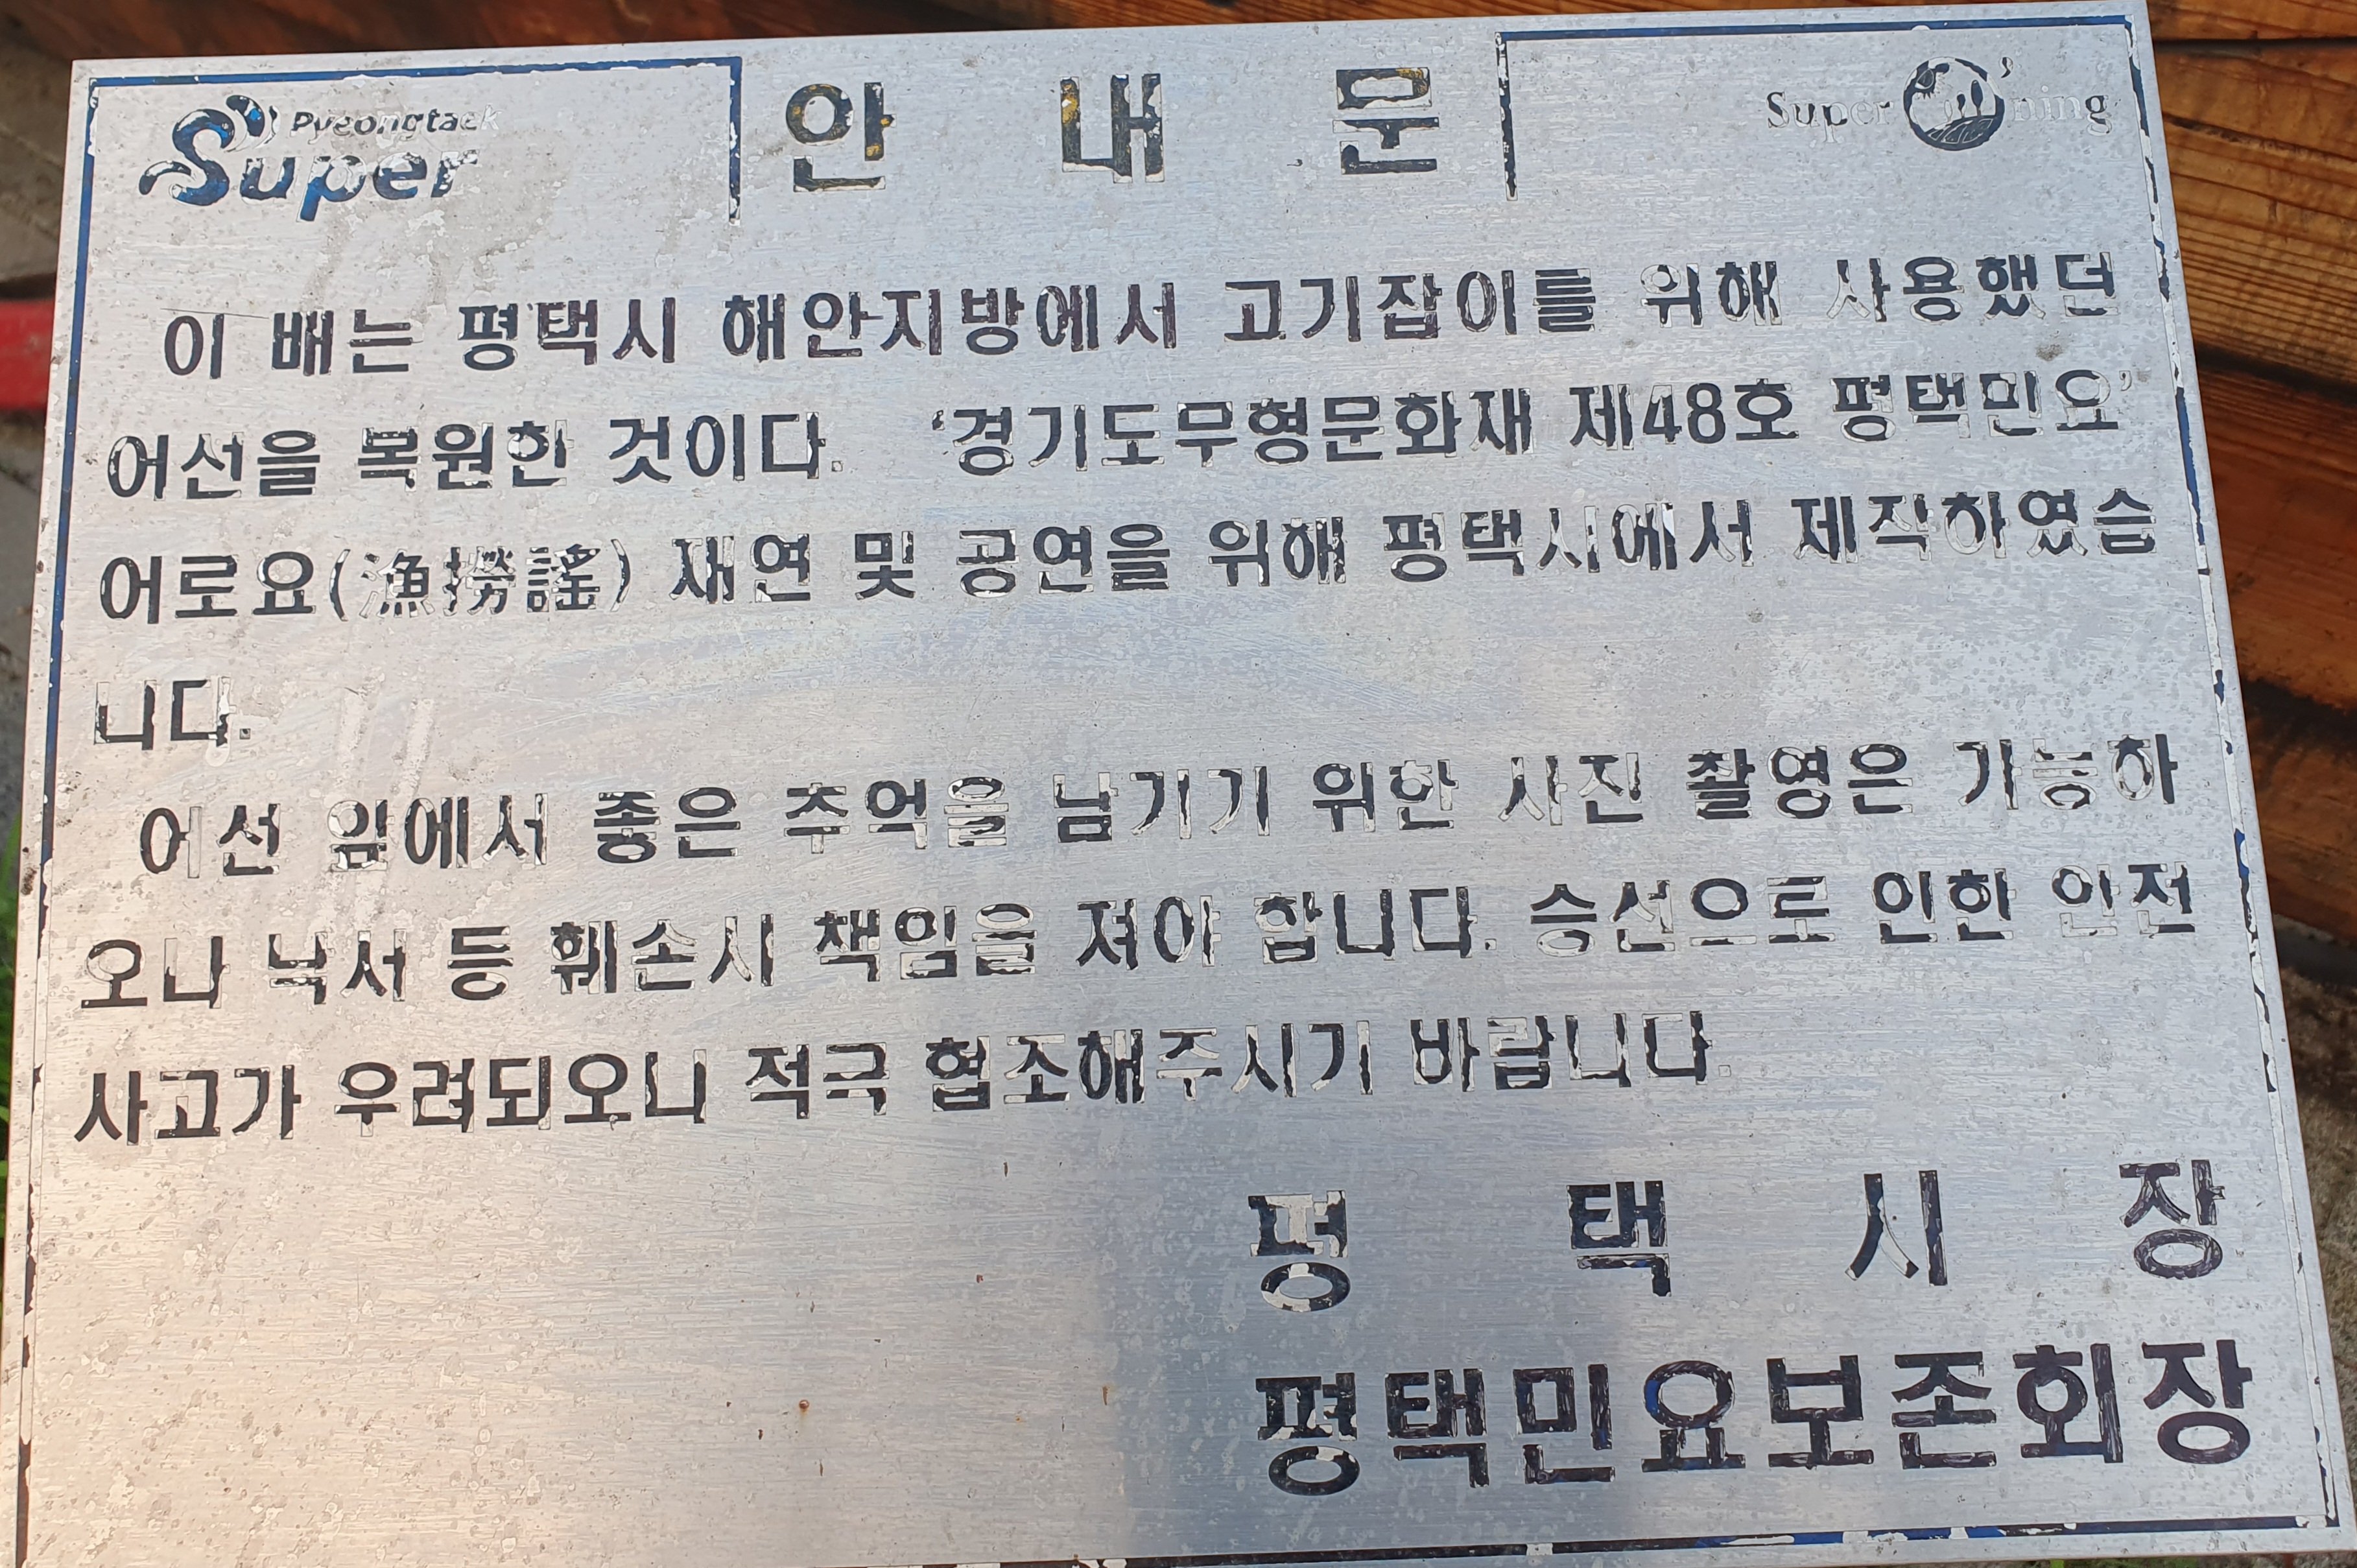 Pyeongtaek
Super
안 내 문
Super O'ning
이 배는 평택시 해안지방에서 고기잡이를 위해 사용했던
어선을 복원한 것이다. '경기도무형문화재 제48호 평택민요'
어로요(漁撈謠) 재연 및 공연을 위해 평택시에서 제작하였습
니다.
어선 앞에서 좋은 추억을 남기기 위한 사진 촬영은 가능하
오나 낙서 등 훼손시 책임을 져야 합니다. 승선으로 인한 안전
사고가 우려되오니 적극 협조해주시기 바랍니다.
평 택 시 장
평택민요보존회장